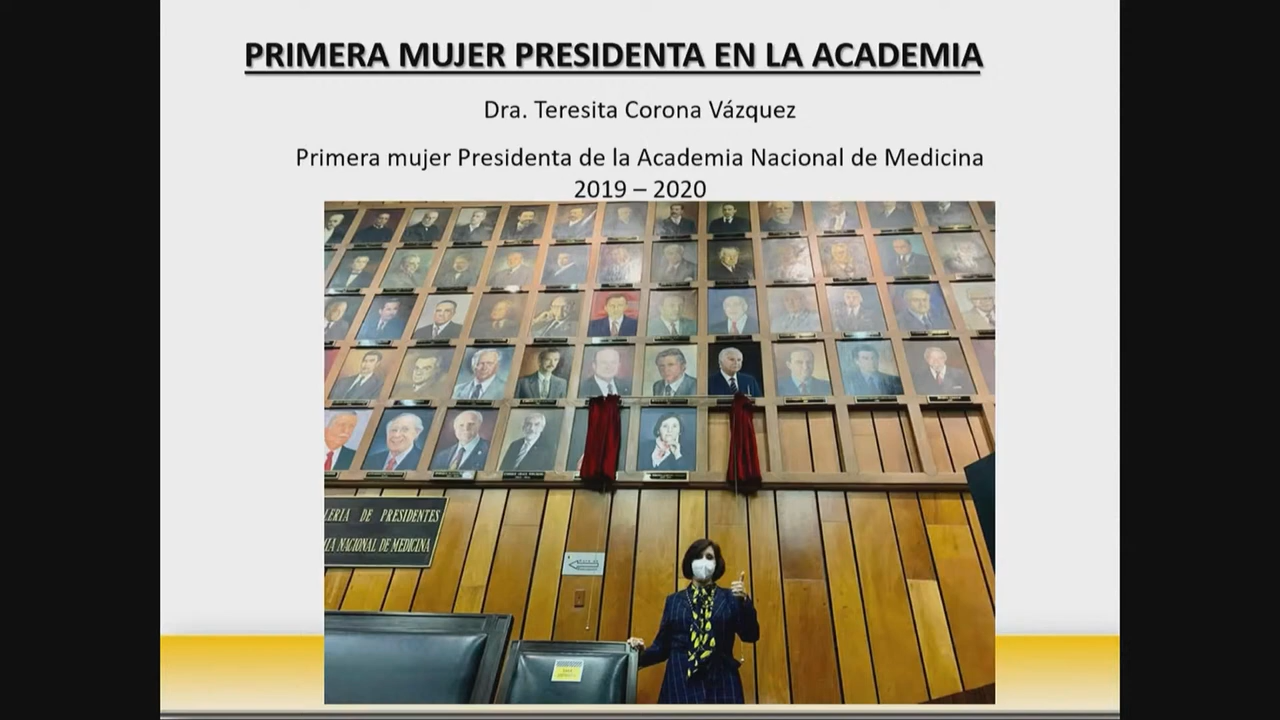 PRIMERA MUJER PRESIDENTA EN LA ACADEMIA
Dra. Teresita Corona Vázquez
Primera mujer Presidenta de la Academia Nacional de Medicina
2019 – 2020
LERIA DE PRESIDENTES
NACIONAL DE MEDICINA